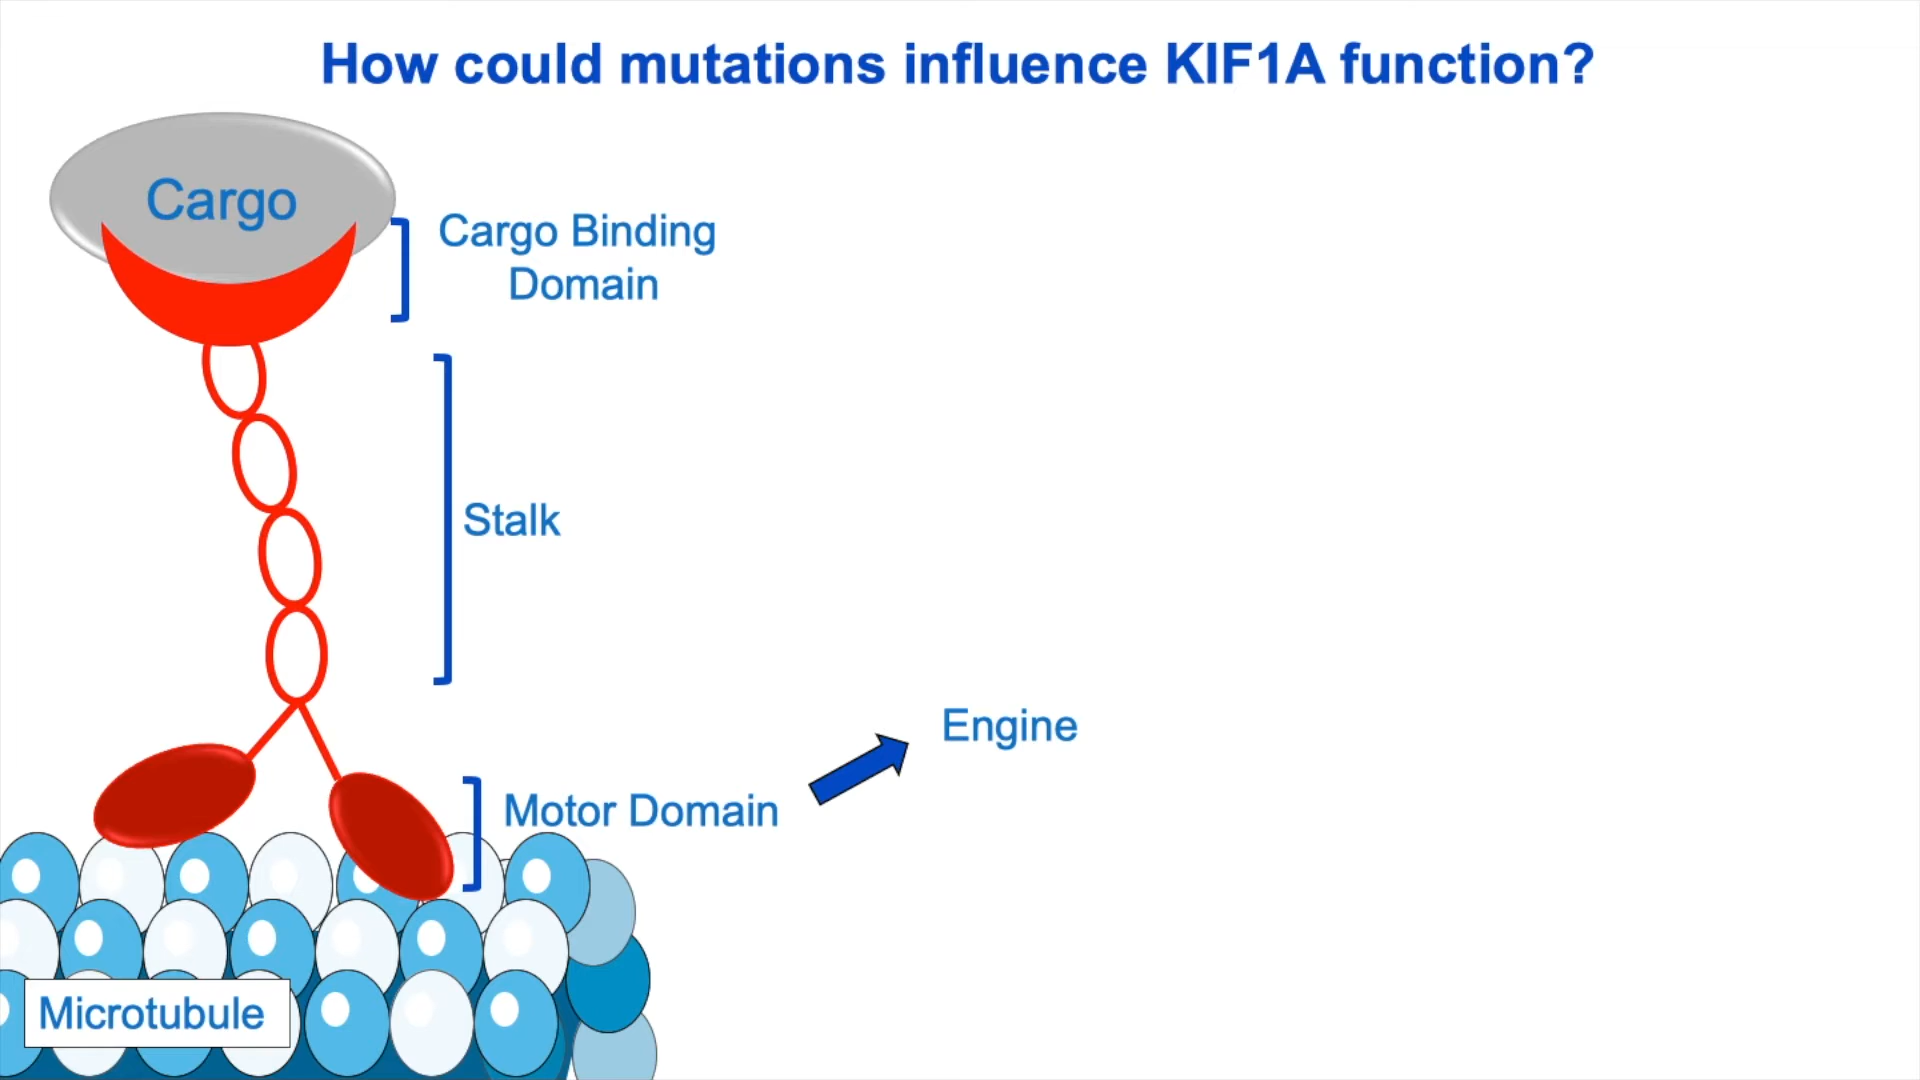 How could mutations influence KIF1A function?
Cargo
Cargo Binding
Domain
Stalk
Engine
Motor Domain
Microtubule